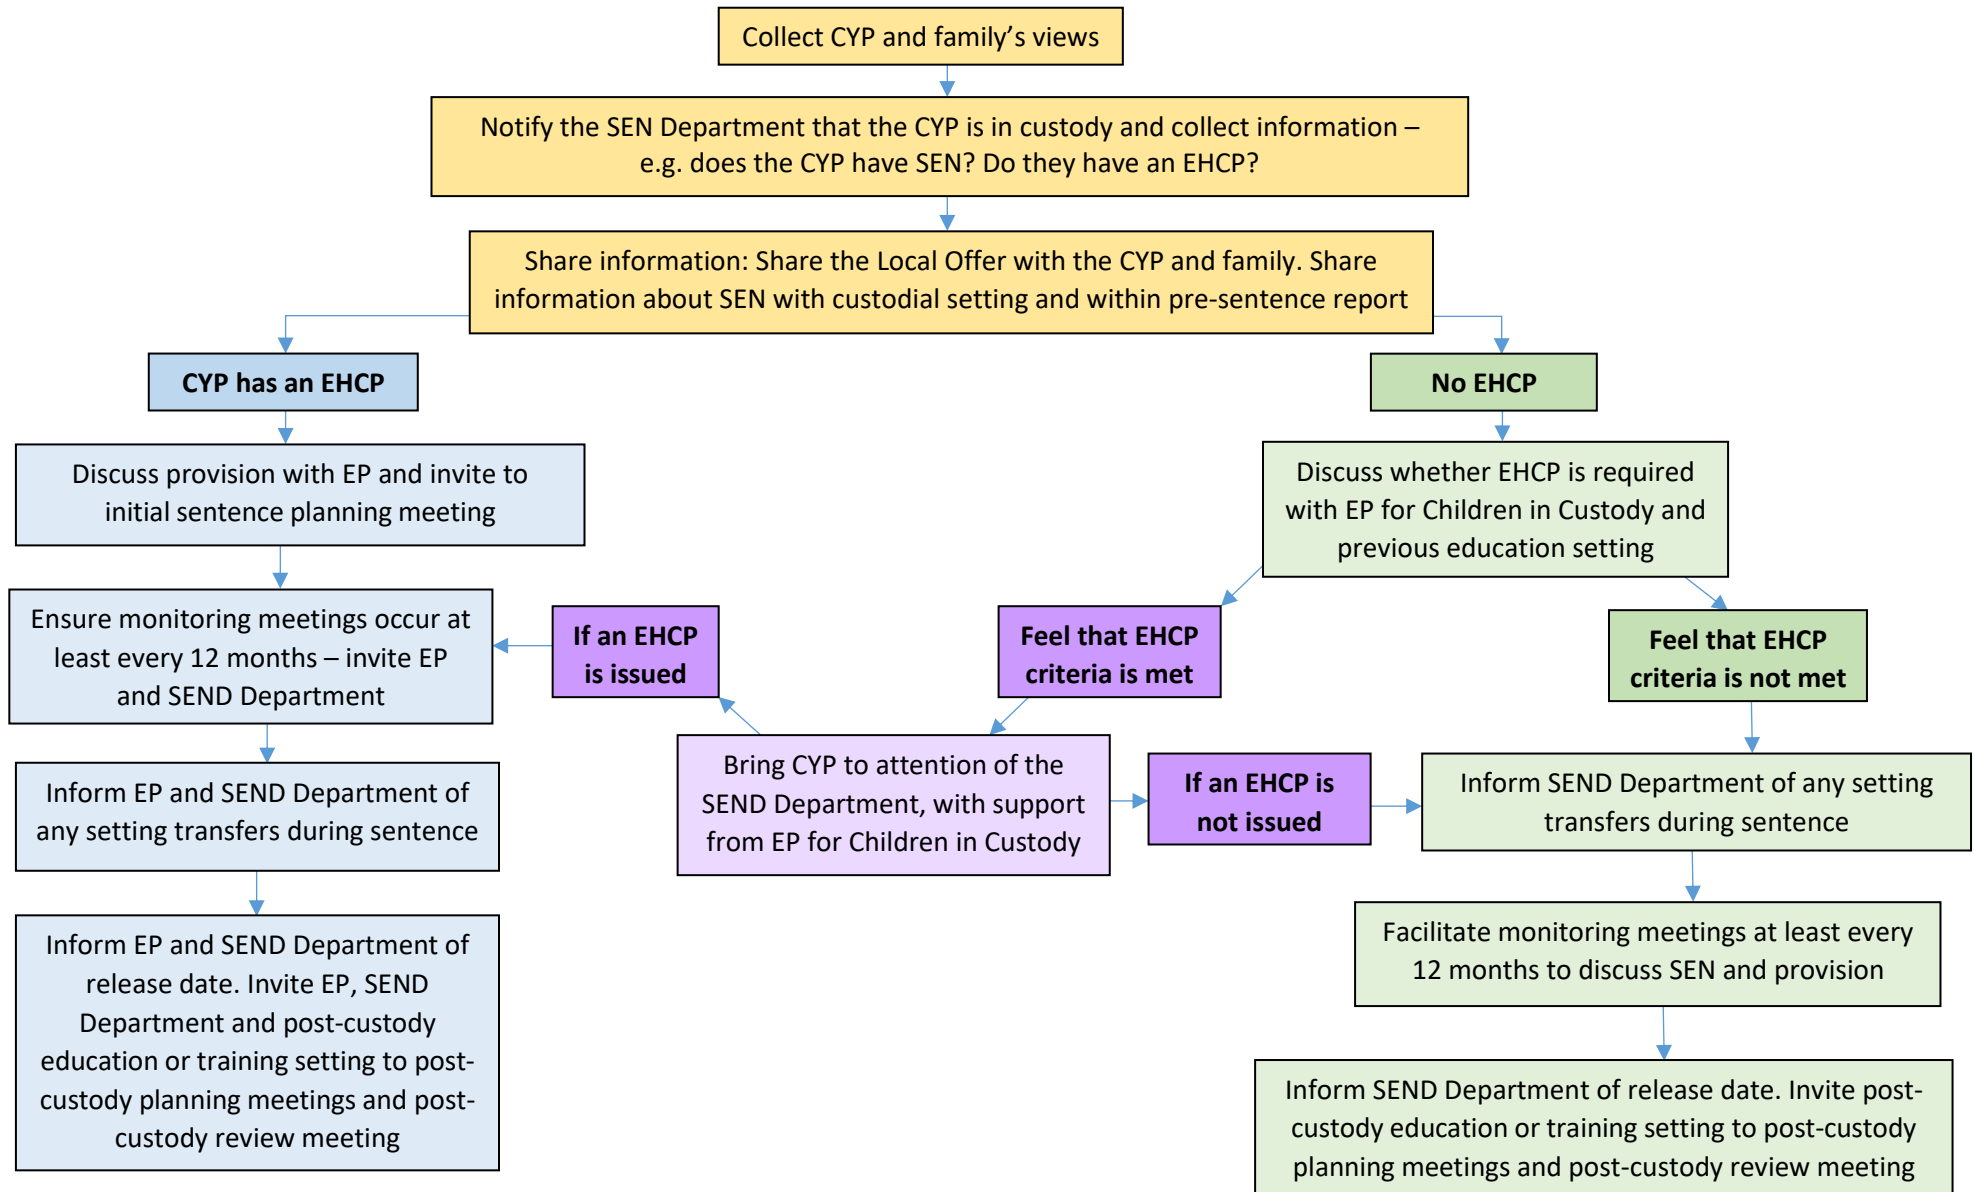 Collect CYP and family’s views
Notify the SEN Department that the CYP is in custody and collect information –
e.g. does the CYP have SEN? Do they have an EHCP?
Share information: Share the Local Offer with the CYP and family. Share
information about SEN with custodial setting and within pre-sentence report
CYP has an EHCP
No EHCP
Discuss provision with EP and invite to
initial sentence planning meeting
Discuss whether EHCP is required
with EP for Children in Custody and
previous education setting
Ensure monitoring meetings occur at
least every 12 months – invite EP
and SEND Department
If an EHCP
is issued
Feel that EHCP
criteria is met
Feel that EHCP
criteria is not met
Inform EP and SEND Department of
any setting transfers during sentence
Bring CYP to attention of the
SEND Department, with support
from EP for Children in Custody
If an EHCP is
not issued
Inform SEND Department of any setting
transfers during sentence
Inform EP and SEND Department of
release date. Invite EP, SEND
Department and post-custody
education or training setting to post-
custody planning meetings and post-
custody review meeting
Facilitate monitoring meetings at least every
12 months to discuss SEN and provision
Inform SEND Department of release date. Invite post-
custody education or training setting to post-custody
planning meetings and post-custody review meeting